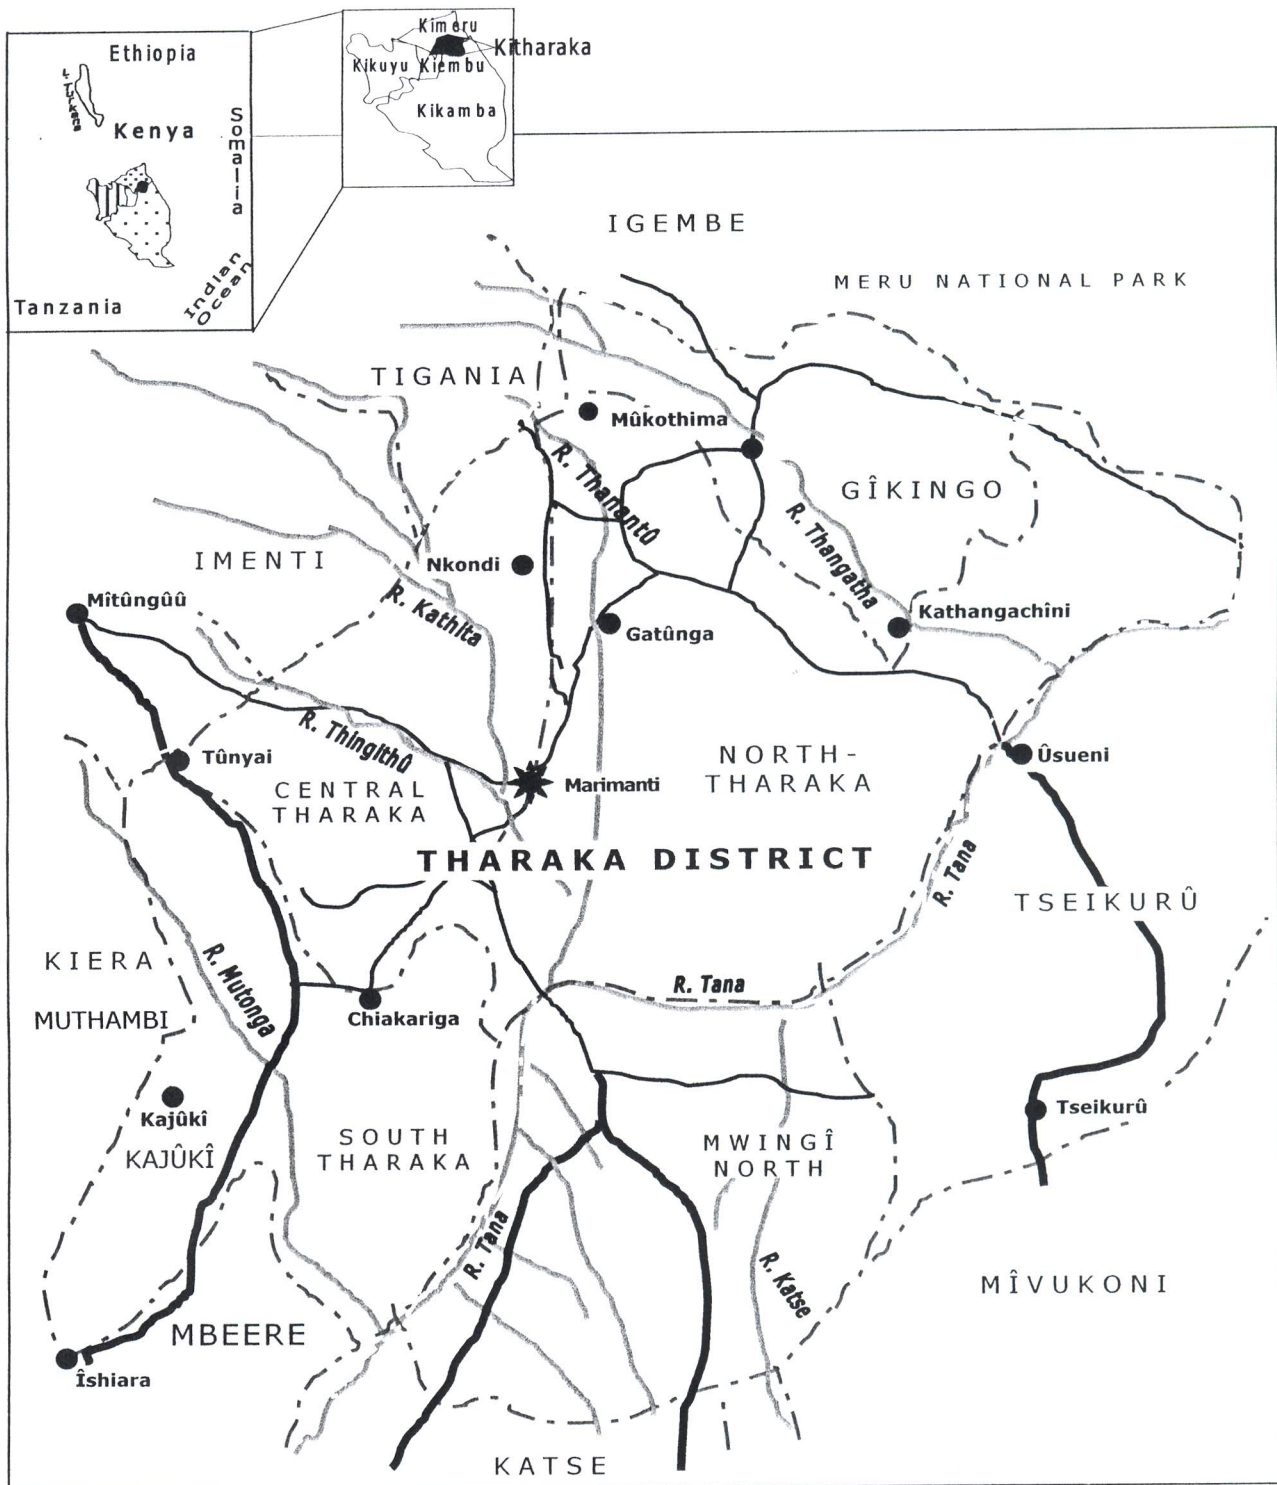 Ethiopia
L. Turkana
Kenya
Somalia
Indian
Ocean
Tanzania
Kimeru
Kitharaka
Kikuyu
Kiembu
Kikamba
IGEMBE
MERU NATIONAL PARK
TIGANIA
Mûkothima
R. Thanantû
GÎKINGO
IMENTI
Nkondi
R. Thangatha
Mîtûngûû
R. Kathita
Gatûnga
Kathangachîni
R. Thingithû
Tûnyai
Marimanti
NORTH-
THARAKA
Ûsueni
CENTRAL
THARAKA
THARAKA DISTRICT
R. Tana
TSEIKURÛ
KIERA
R. Mutonga
R. Tana
MUTHAMBI
Chiakariga
Kajûkî
KAJÛKÎ
SOUTH
THARAKA
MWINGÎ
NORTH
Tseikurû
R. Tana
R. Katse
MÎVUKONI
MBEERE
Îshiara
KATSE